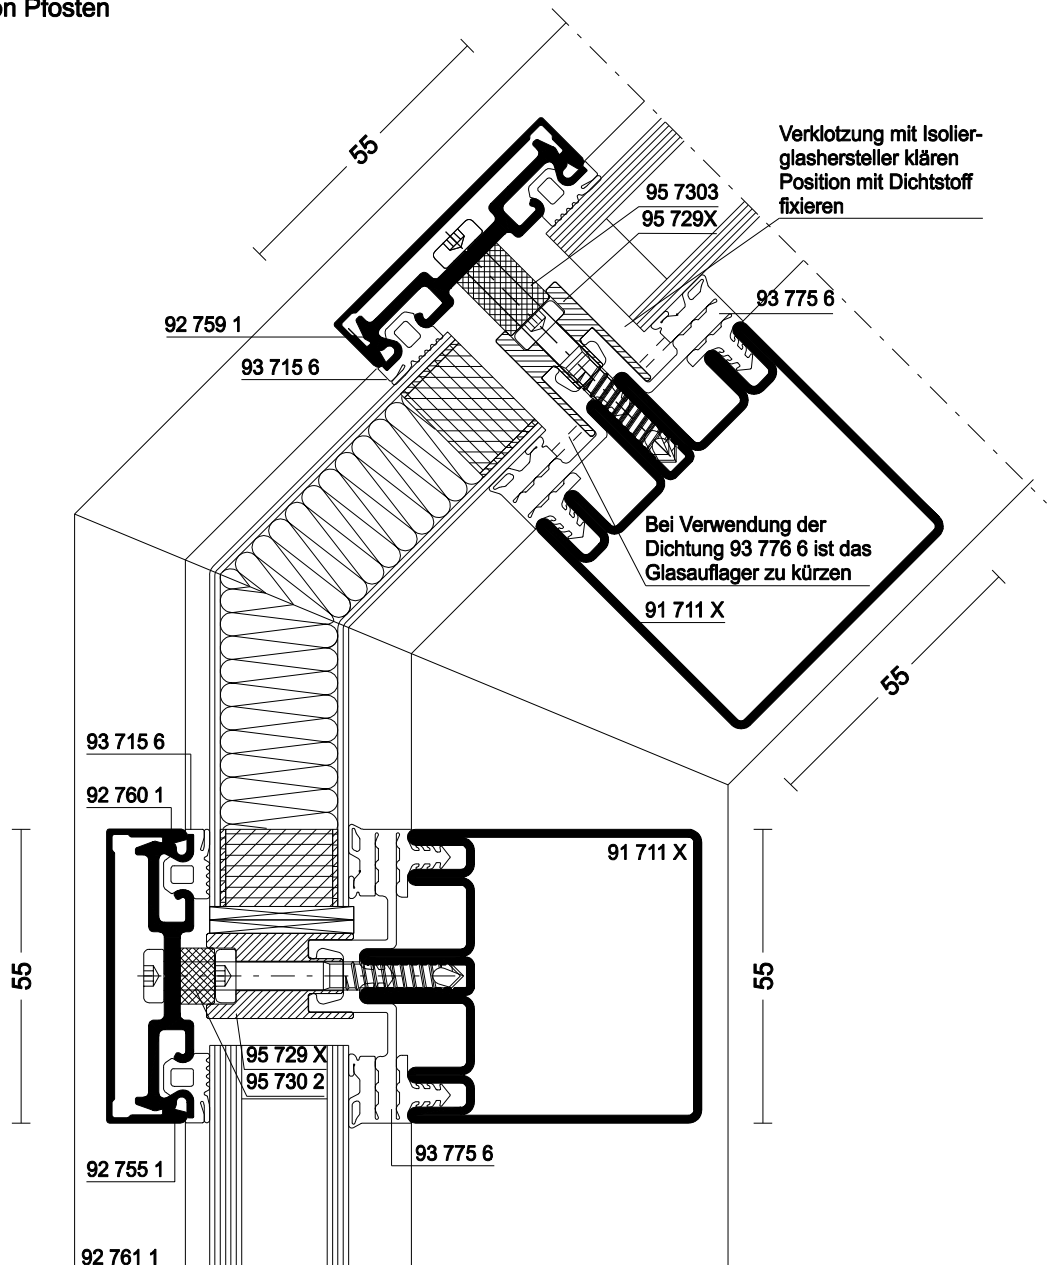 on Pfosten
55
Verklotzung mit Isolier-
glashersteller klären
Position mit Dichtstoff
fixieren
95 7303
95 729X
93 775 6
92 759 1
93 715 6
Bei Verwendung der
Dichtung 93 776 6 ist das
Glasauflager zu kürzen
91 711 X
55
93 715 6
92 760 1
91 711 X
55
55
95 729 X
95 730 2
93 775 6
92 755 1
92 761 1